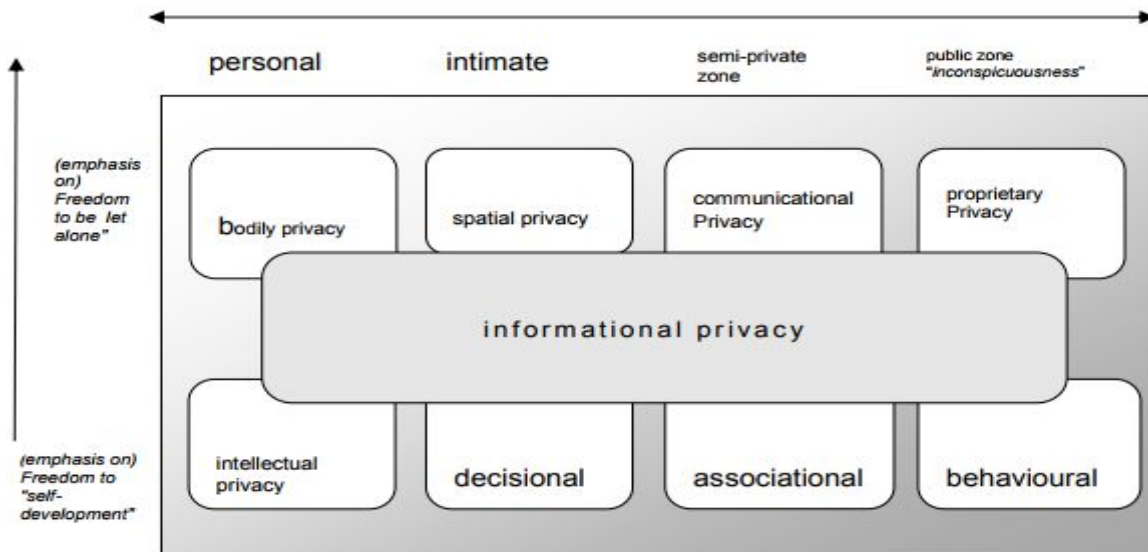 personal
intimate
semi-private
zone
public zone
"inconspicuousness"
(emphasis
on)
Freedom
to be let
alone"
bodily privacy
spatial privacy
communicational
Privacy
proprietary
Privacy
informational privacy
(emphasis on)
Freedom to
"self-
development"
intellectual
privacy
decisional
associational
behavioural